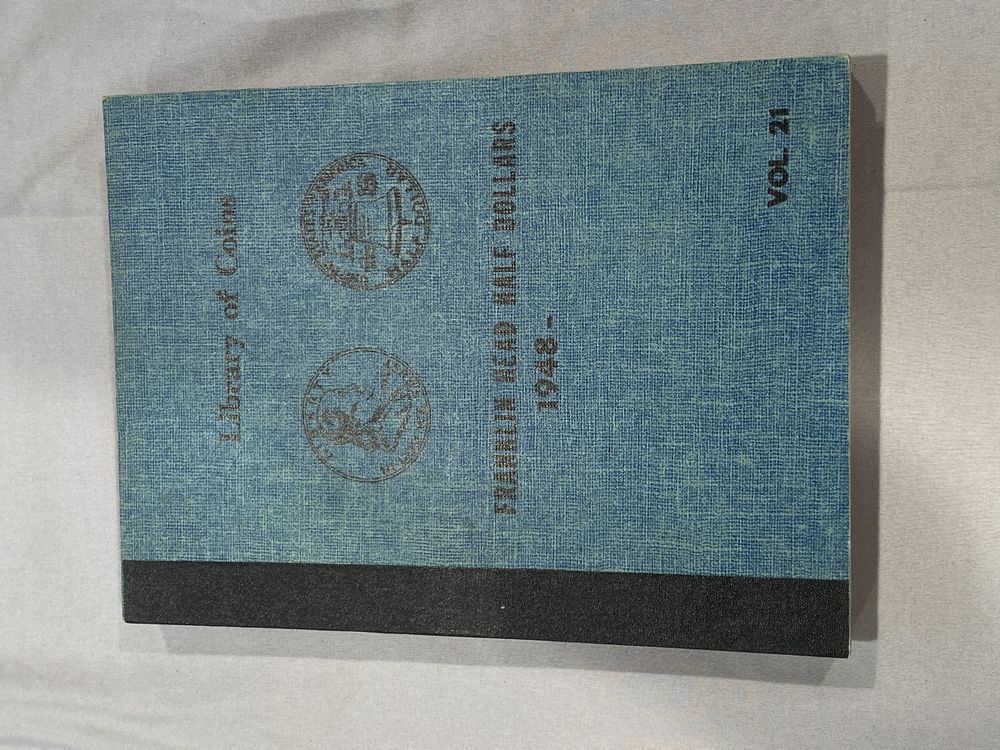 Library of Coins
FRANKLIN HEAD HALF DOLLARS
1948-
VOL. 21